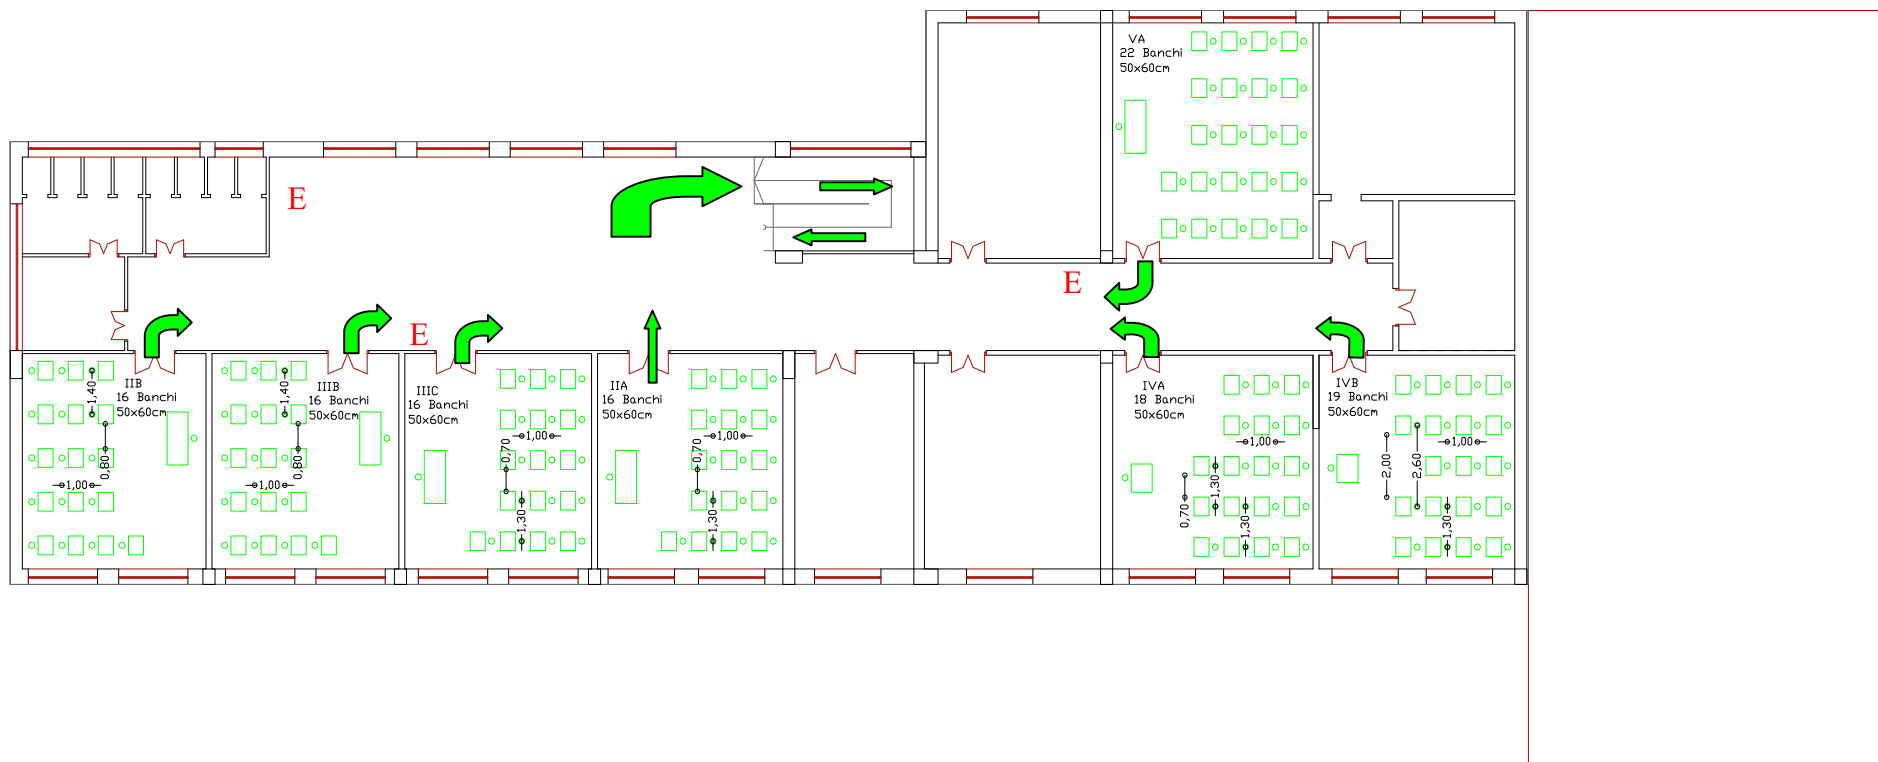 VA
22 Banchi
50x60cm
E
E
E
IIB
16 Banchi
50x60cm
1,40
0,80
1,00
IIIB
16 Banchi
50x60cm
1,40
0,80
1,00
IIIC
16 Banchi
50x60cm
1,00
0,70
1,30
IIA
16 Banchi
50x60cm
1,00
0,70
1,30
IVA
18 Banchi
50x60cm
1,00
1,30
0,70
1,30
IVB
19 Banchi
50x60cm
1,00
2,00
2,60
1,30